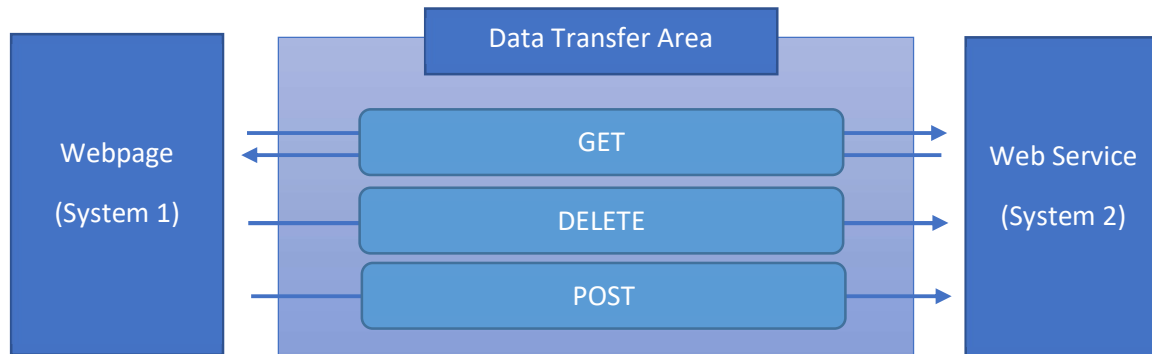 Data Transfer Area
Webpage
(System 1)
GET
DELETE
POST
Web Service
(System 2)